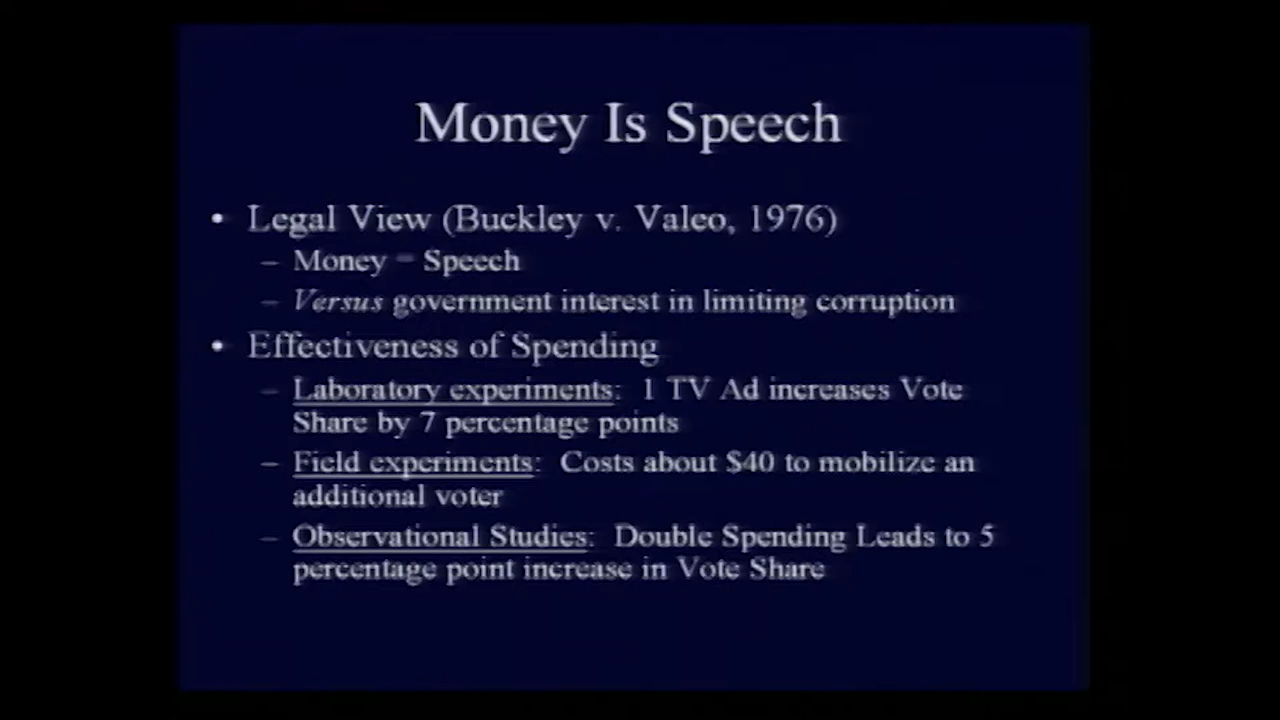 Money Is Speech
• Legal View (Buckley v. Valeo, 1976)
– Money = Speech
– Versus government interest in limiting corruption
• Effectiveness of Spending
– Laboratory experiments: 1 TV Ad increases Vote
Share by 7 percentage points
– Field experiments: Costs about $40 to mobilize an
additional voter
– Observational Studies: Double Spending Leads to 5
percentage point increase in Vote Share